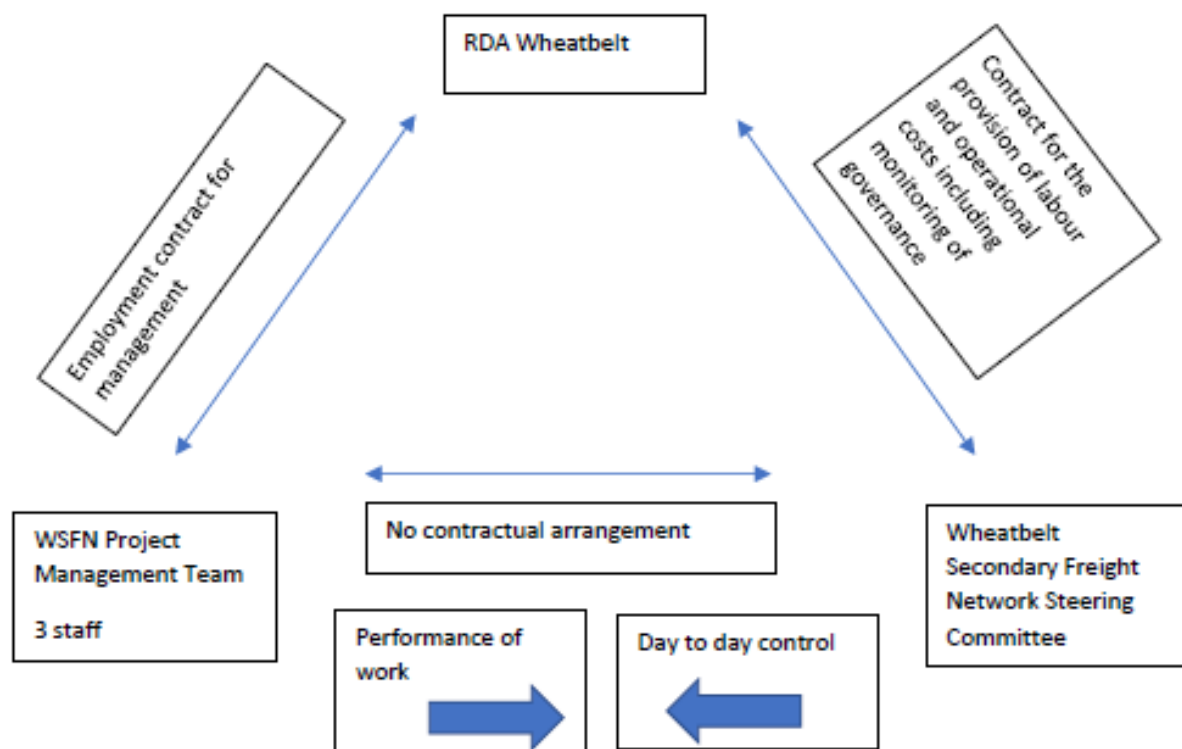 RDA Wheatbelt
Employment contract for
management
Contract for the
provision of labour
and operational
costs including
monitoring of
governance
WSFN Project
Management Team
3 staff
No contractual arrangement
Wheatbelt
Secondary Freight
Network Steering
Committee
Performance of
work
Day to day control